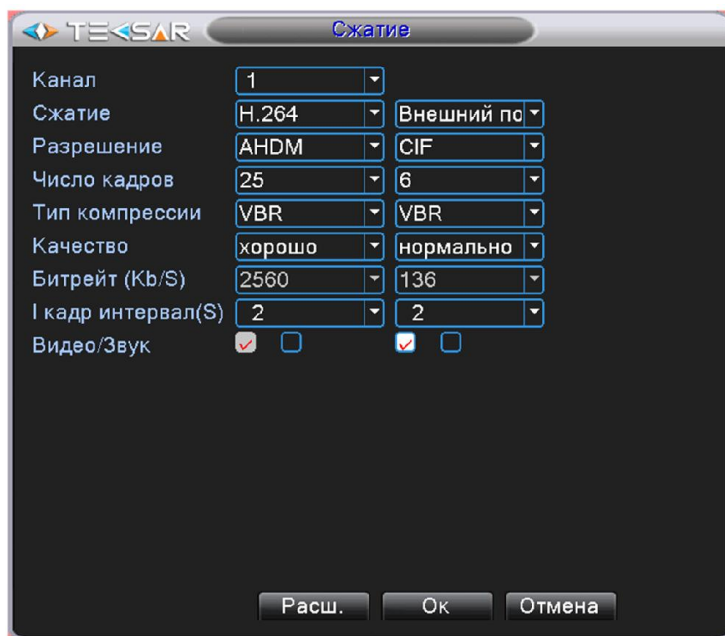 TEKSAR Сжатие
Канал 1
Сжатие H.264 Внешний по
Разрешение AHDM CIF
Число кадров 25 6
Тип компрессии VBR VBR
Качество хорошо нормально
Битрейт (Kb/S) 2560 136
I кадр интервал(S) 2 2
Видео/Звук
Расш. Ок Отмена